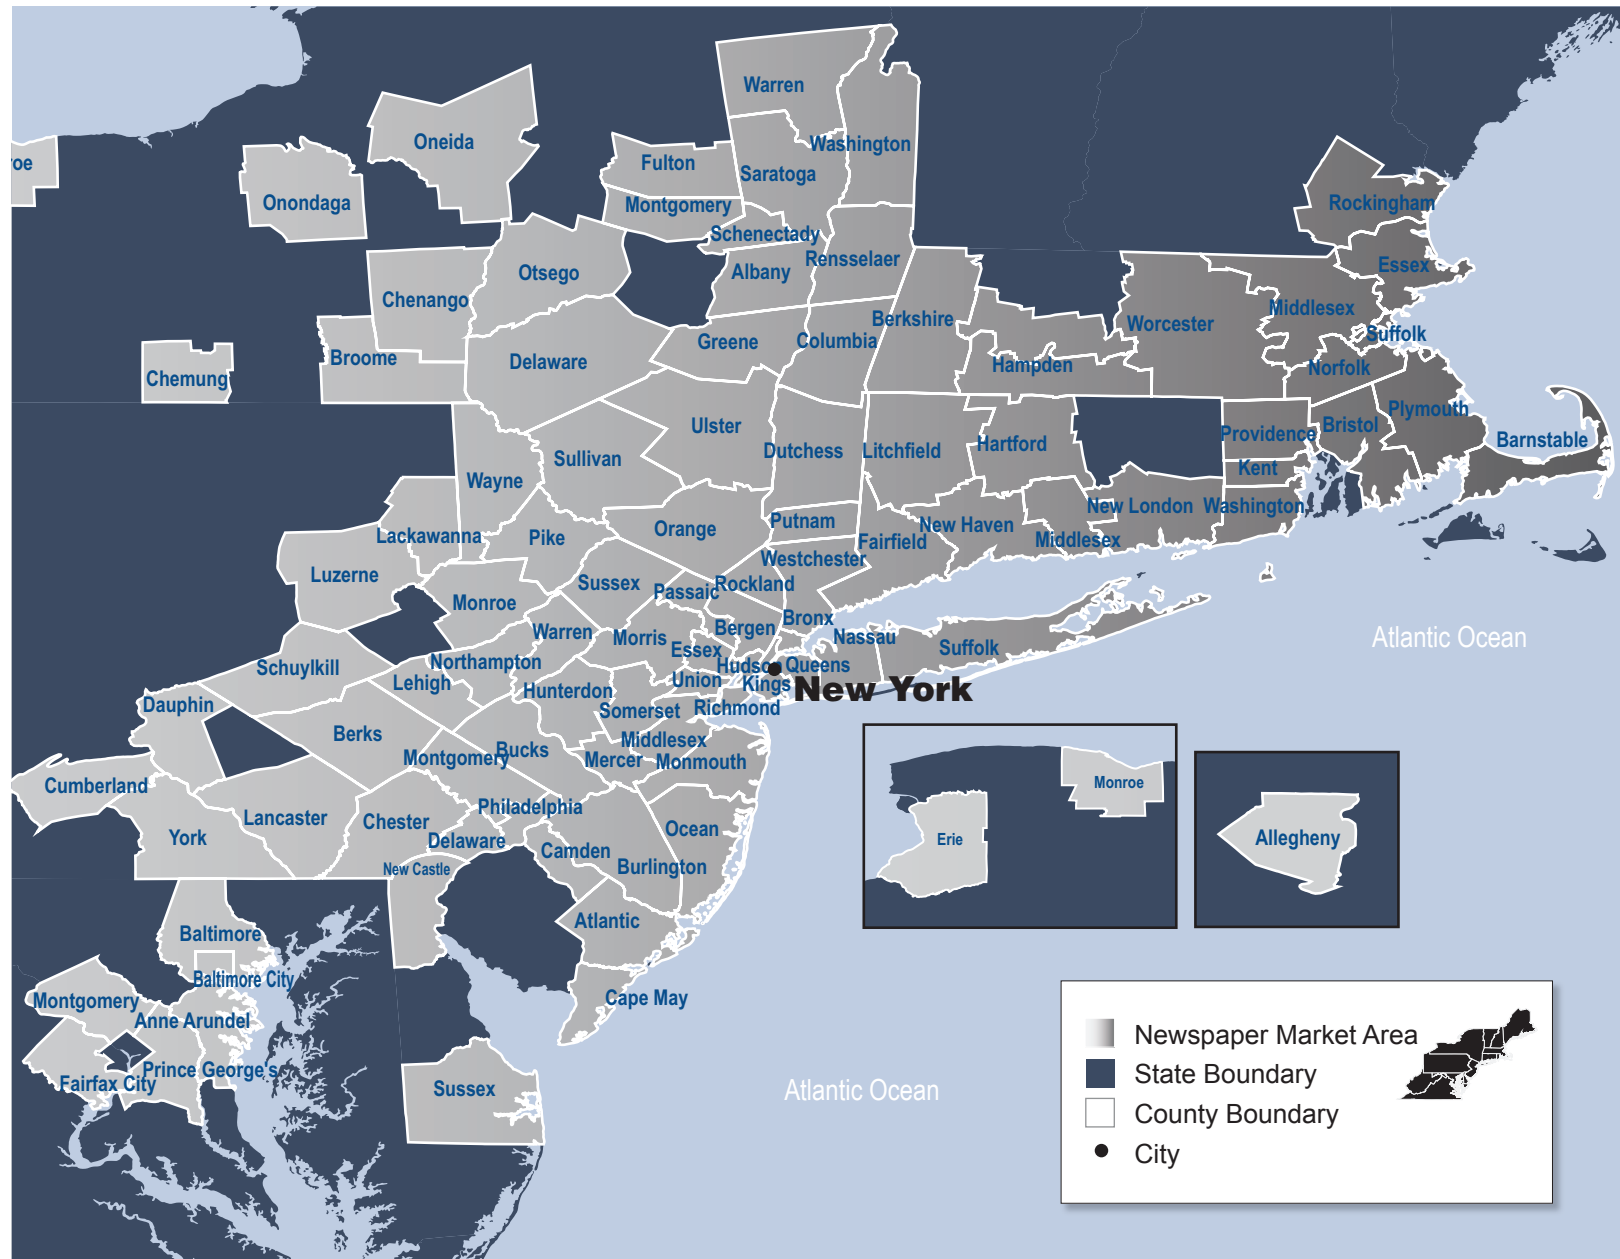 Warren
Oneida
Washington
roe
Fulton
Saratoga
Onondaga
Montgomery
Rockingham
Schenectady
Rensselaer
Albany
Essex
Otsego
Chenango
Middlesex
Berkshire
Worcester
Suffolk
Greene
Columbia
Broome
Delaware
Hampden
Norfolk
Chemung
Plymouth
Ulster
Bristol
Providence
Barnstable
Hartford
Dutchess
Litchfield
Sullivan
Kent
Wayne
New London
Washington
Putnam
New Haven
Orange
Lackawanna
Pike
Fairfield
Middlesex
Westchester
Luzerne
Sussex
Rockland
Passaic
Monroe
Bronx
Bergen
Warren
Morris
Nassau
Atlantic Ocean
Essex
Suffolk
Northampton
Schuylkill
Hudson
Queens
Lehigh
Union
Kings
New York
Hunterdon
Dauphin
Somerset
Richmond
Berks
Middlesex
Bucks
Montgomery
Mercer
Monmouth
Cumberland
Monroe
Philadelphia
Lancaster
Chester
Ocean
York
Delaware
Erie
Allegheny
Camden
New Castle
Burlington
Atlantic
Baltimore
Baltimore City
Cape May
Montgomery
Anne Arundel
Prince George's
Fairfax City
Sussex
Atlantic Ocean
Newspaper Market Area
State Boundary
County Boundary
City